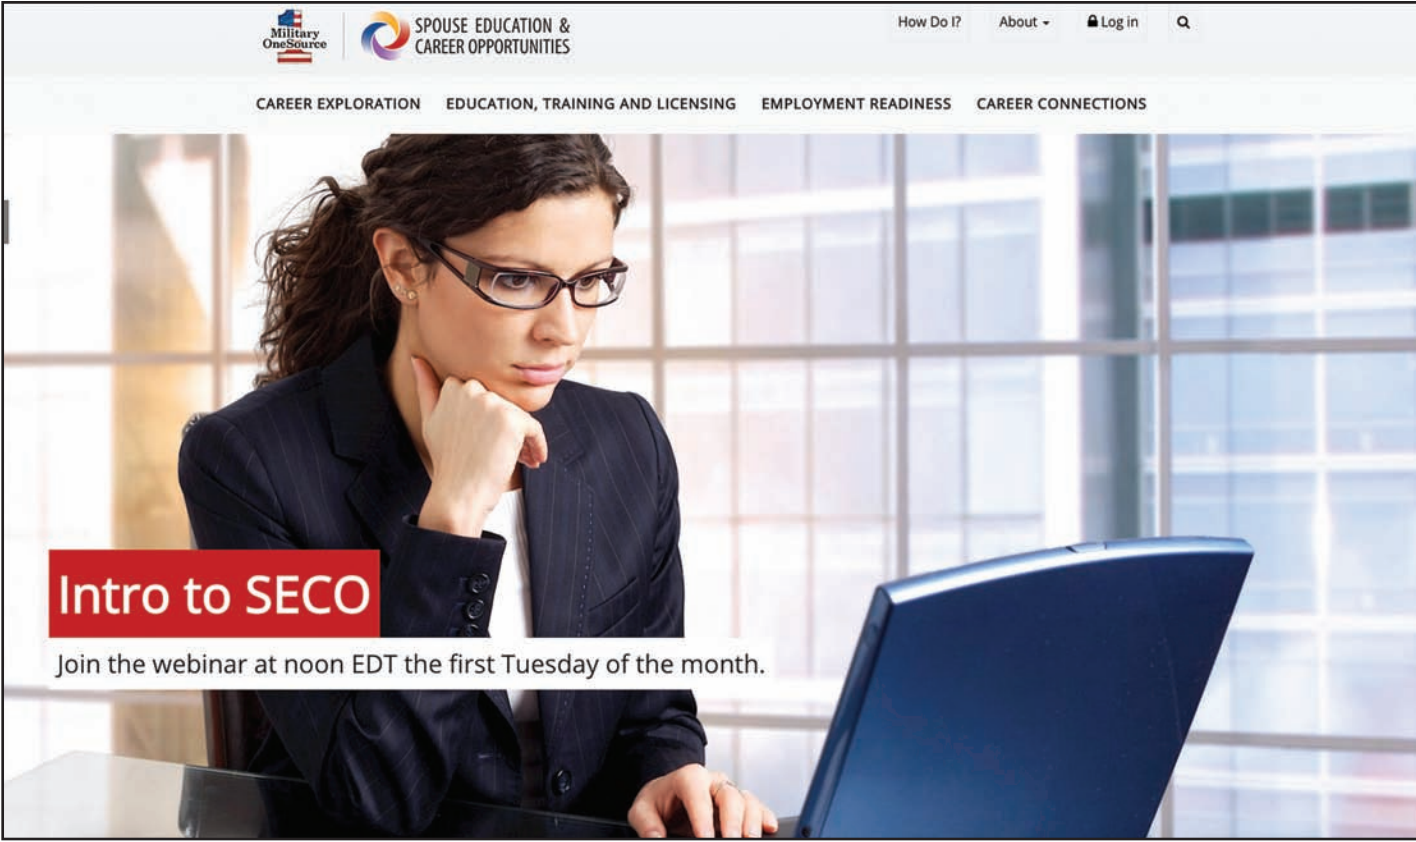 Military
OneSource
1
SPOUSE EDUCATION &
CAREER OPPORTUNITIES
How Do I?
About
Log in
CAREER EXPLORATION
EDUCATION, TRAINING AND LICENSING
EMPLOYMENT READINESS
CAREER CONNECTIONS
Intro to SECO
Join the webinar at noon EDT the first Tuesday of the month.